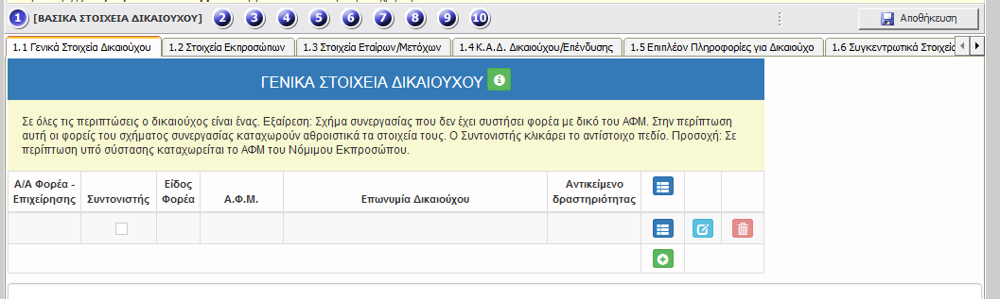 1 [ΒΑΣΙΚΑ ΣΤΟΙΧΕΙΑ ΔΙΚΑΙΟΥΧΟΥ] 2 3 4 5 6 7 8 9 10 Αποθήκευση
1.1 Γενικά Στοιχεία Δικαιούχου 1.2 Στοιχεία Εκπροσώπων 1.3 Στοιχεία Εταίρων/Μετόχων 1.4 Κ.Α.Δ. Δικαιούχου/Επένδυσης 1.5 Επιπλέον Πληροφορίες για Δικαιούχο 1.6 Συγκεντρωτικά Στοιχεία
ΓΕΝΙΚΑ ΣΤΟΙΧΕΙΑ ΔΙΚΑΙΟΥΧΟΥ
Σε όλες τις περιπτώσεις ο δικαιούχος είναι ένας. Εξαίρεση: Σχήμα συνεργασίας που δεν έχει συστήσει φορέα με δικό του ΑΦΜ. Στην περίπτωση
αυτή οι φορείς του σχήματος συνεργασίας καταχωρούν αθροιστικά τα στοιχεία τους. Ο Συντονιστής κλικάρει το αντίστοιχο πεδίο. Προσοχή: Σε
περίπτωση υπό σύστασης καταχωρείται το ΑΦΜ του Νόμιμου Εκπροσώπου.
Α/Α Φορέα -
Επιχείρησης
Συντονιστής
Είδος
Φορέα
Α.Φ.Μ.
Επωνυμία Δικαιούχου
Αντικείμενο
δραστηριότητας